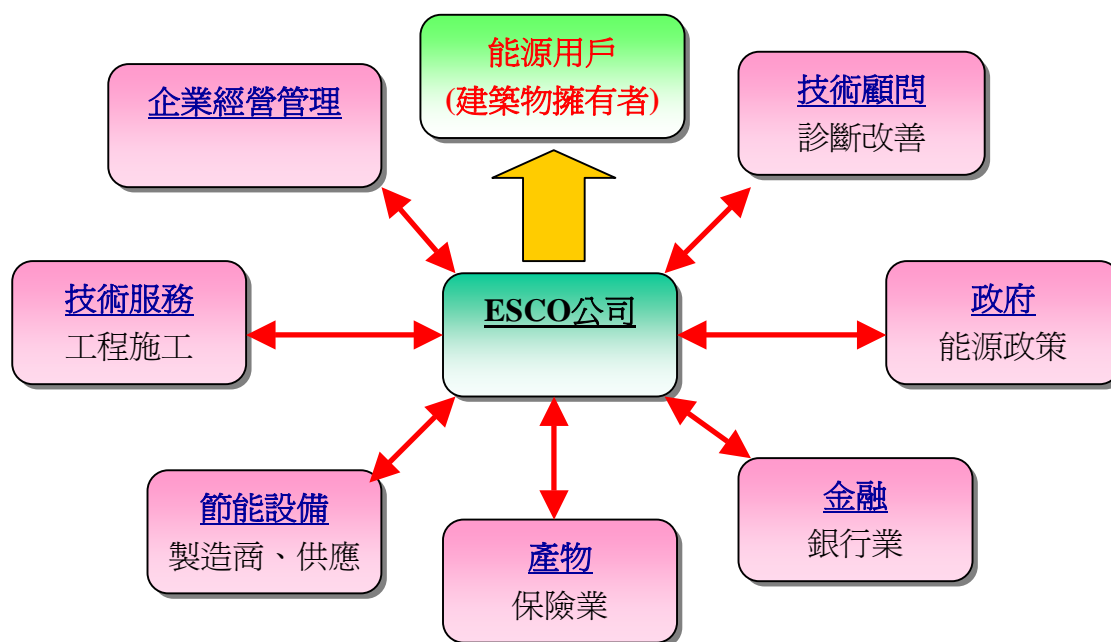 能源用戶
(建築物擁有者)
企業經營管理
技術顧問
診斷改善
技術服務
工程施工
ESCO公司
政府
能源政策
節能設備
製造商、供應
產物
保險業
金融
銀行業